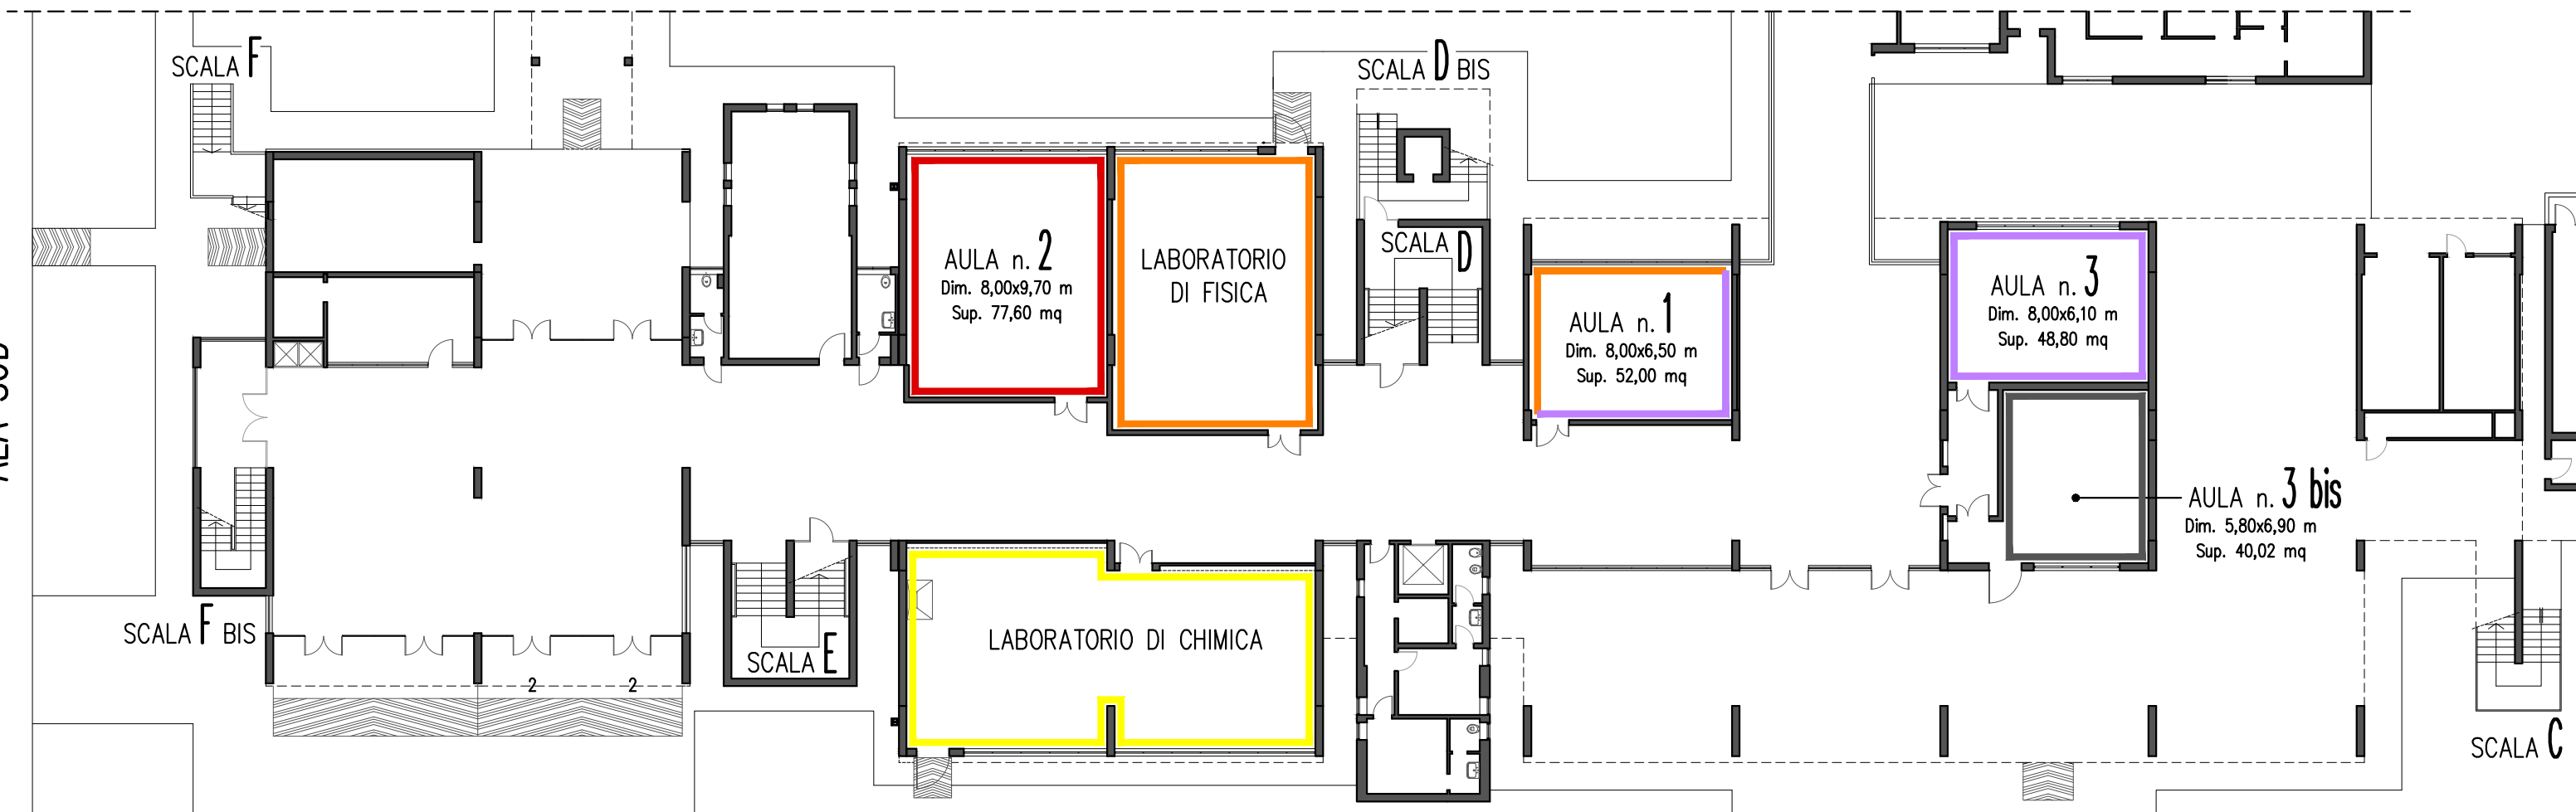 SCALA F
SCALA D BIS
AULA n. 2
Dim. 8,00x9,70 m
Sup. 77,60 mq
LABORATORIO
DI FISICA
SCALA D
AULA n. 1
Dim. 8,00x6,50 m
Sup. 52,00 mq
AULA n. 3
Dim. 8,00x6,10 m
Sup. 48,80 mq
AULA n. 3 bis
Dim. 5,80x6,90 m
Sup. 40,02 mq
SCALA F BIS
SCALA E
LABORATORIO DI CHIMICA
2
2
SCALA C